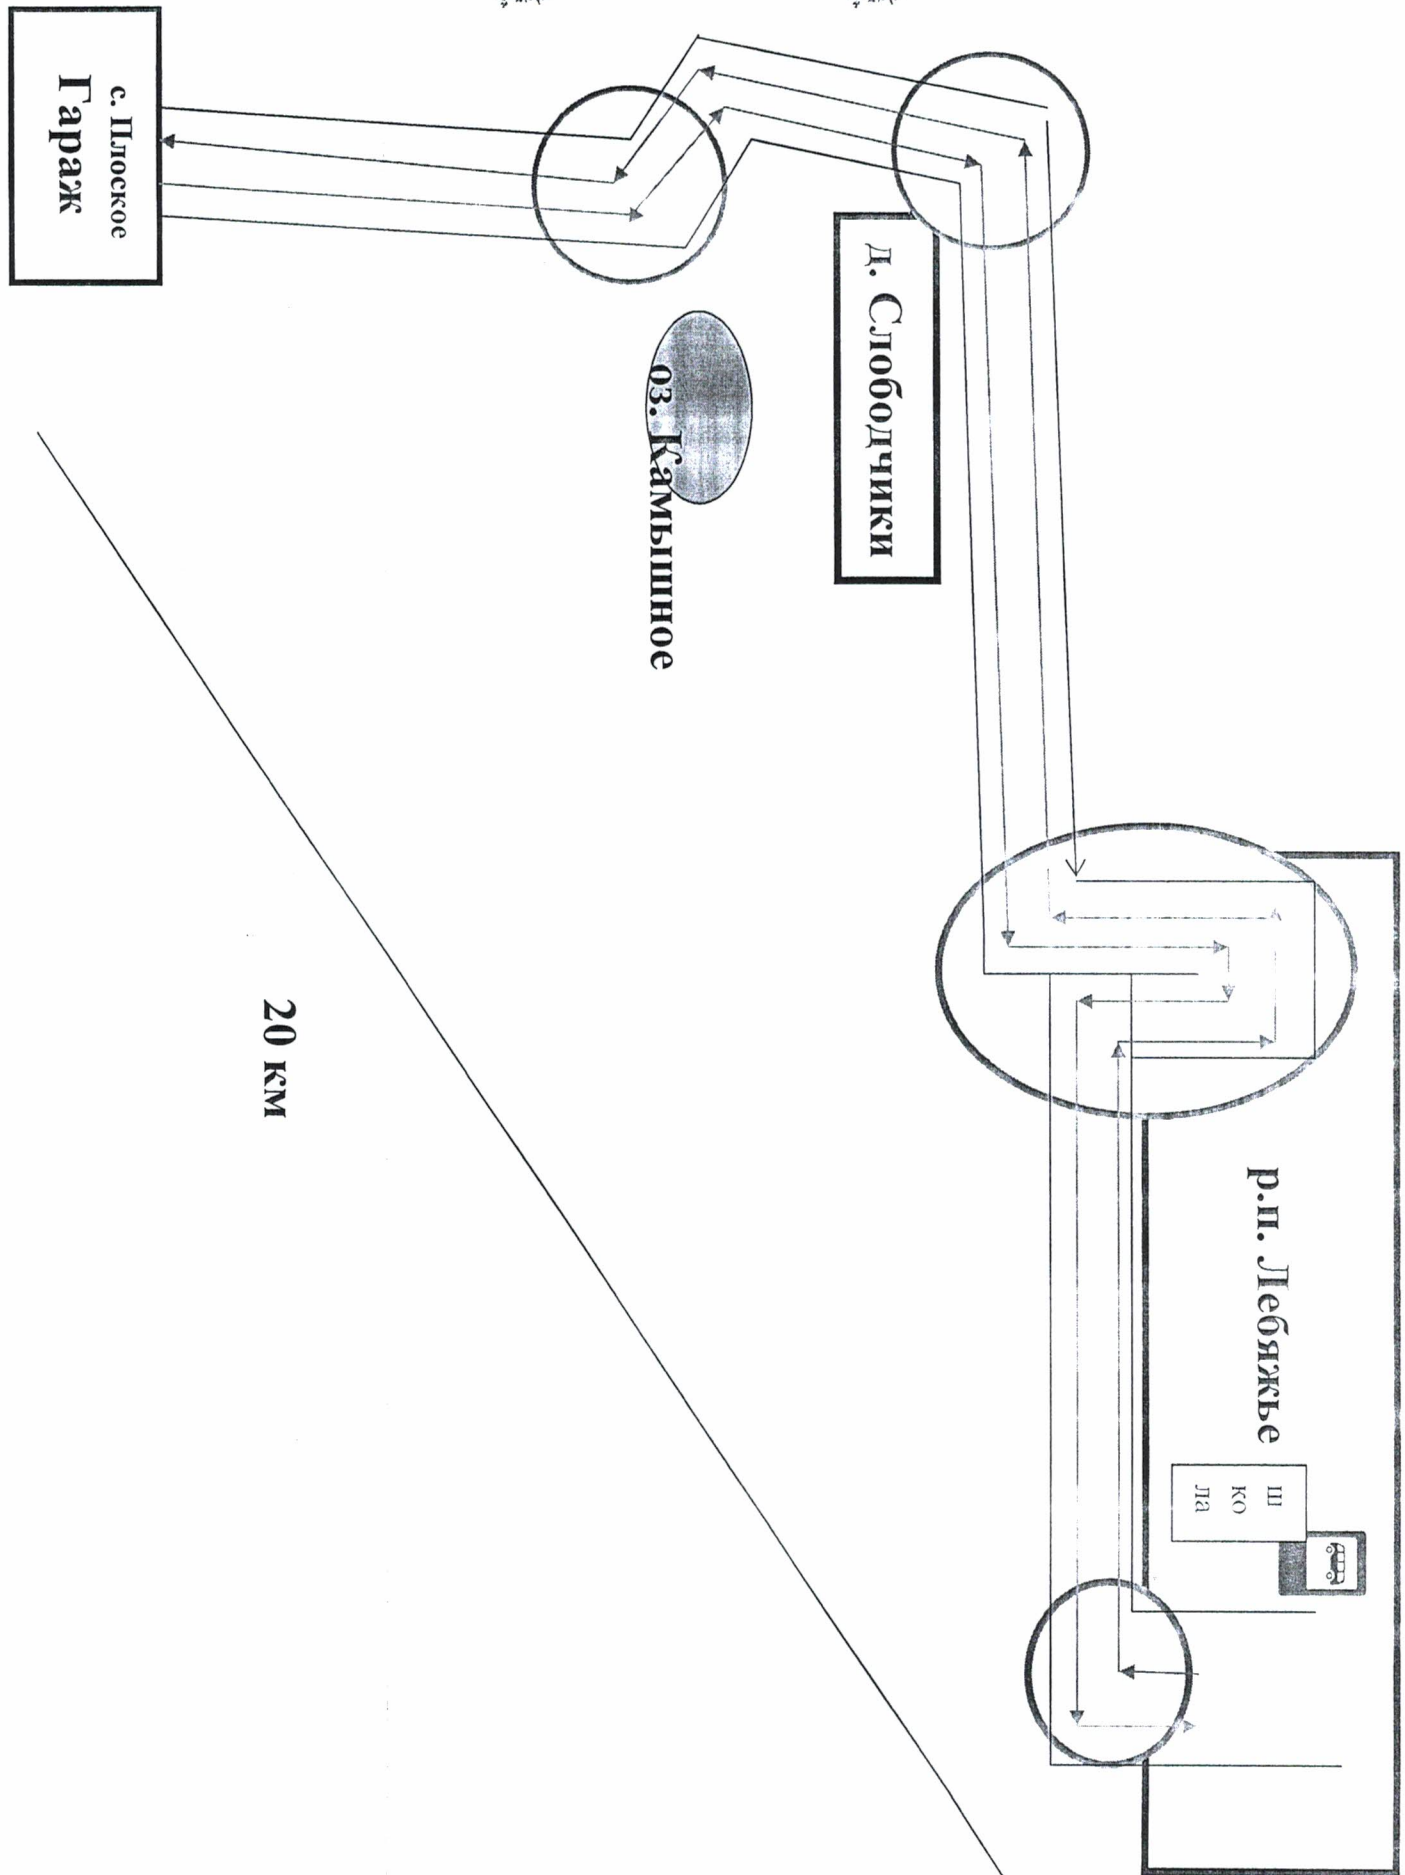 р.п. Лебяжье
ш
ко
ла
д. Слободчики
оз. Камышное
с. Плоское
Гараж
20 км